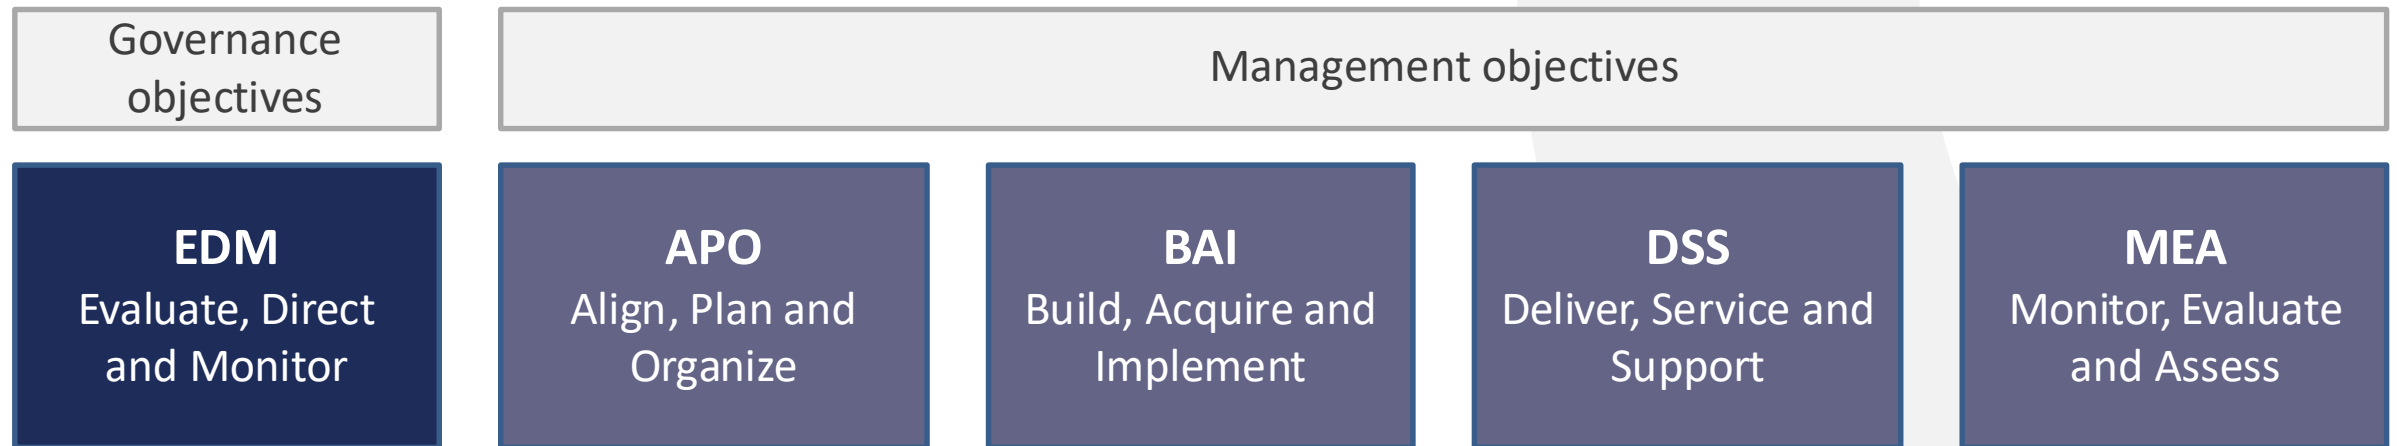 Governance
objectives
Management objectives
EDM
Evaluate, Direct
and Monitor
APO
Align, Plan and
Organize
BAI
Build, Acquire and
Implement
DSS
Deliver, Service and
Support
MEA
Monitor, Evaluate
and Assess